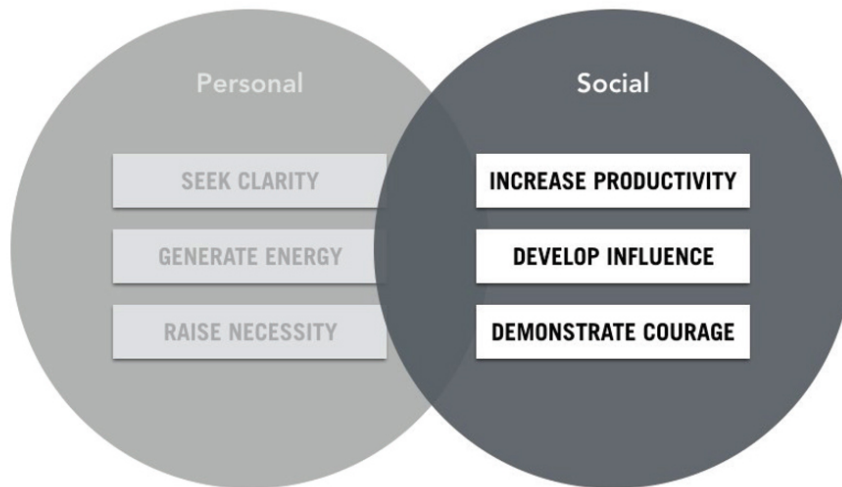 Personal
SEEK CLARITY
GENERATE ENERGY
RAISE NECESSITY
Social
INCREASE PRODUCTIVITY
DEVELOP INFLUENCE
DEMONSTRATE COURAGE